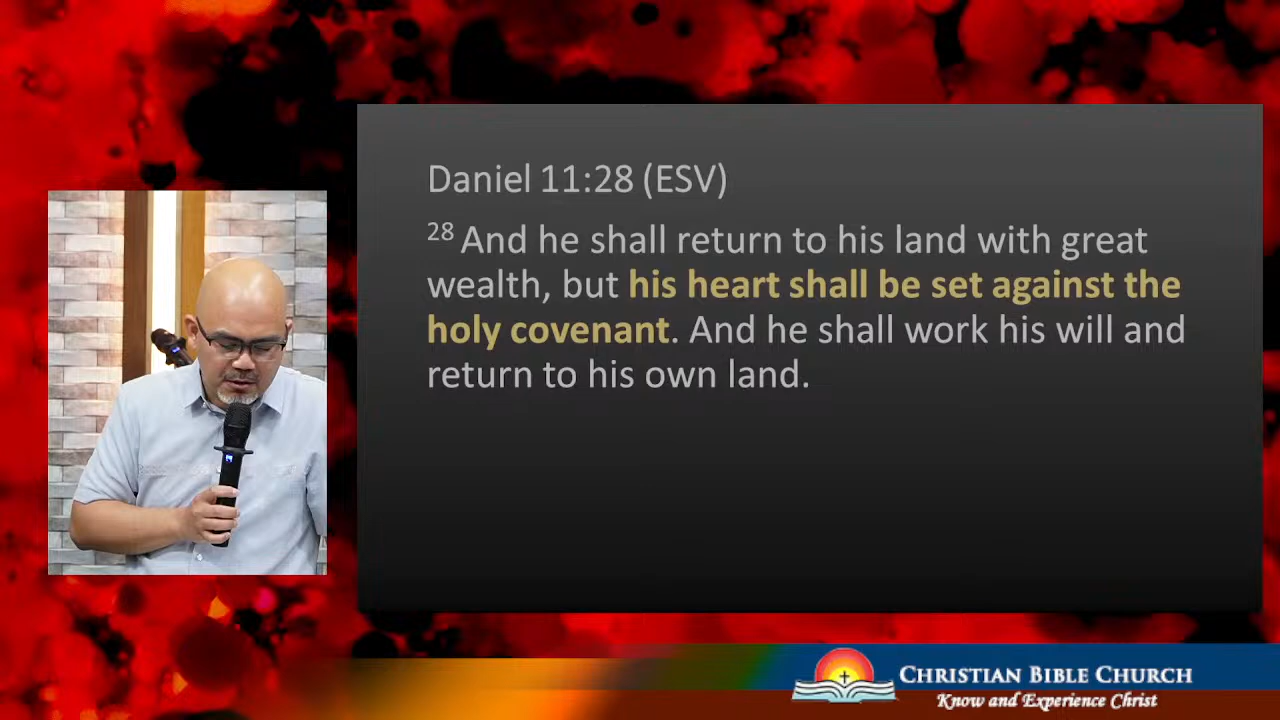 Daniel 11:28 (ESV)
28 And he shall return to his land with great
wealth, but his heart shall be set against the
holy covenant. And he shall work his will and
return to his own land.
CHRISTIAN BIBLE CHURCH
Know and Experience Christ